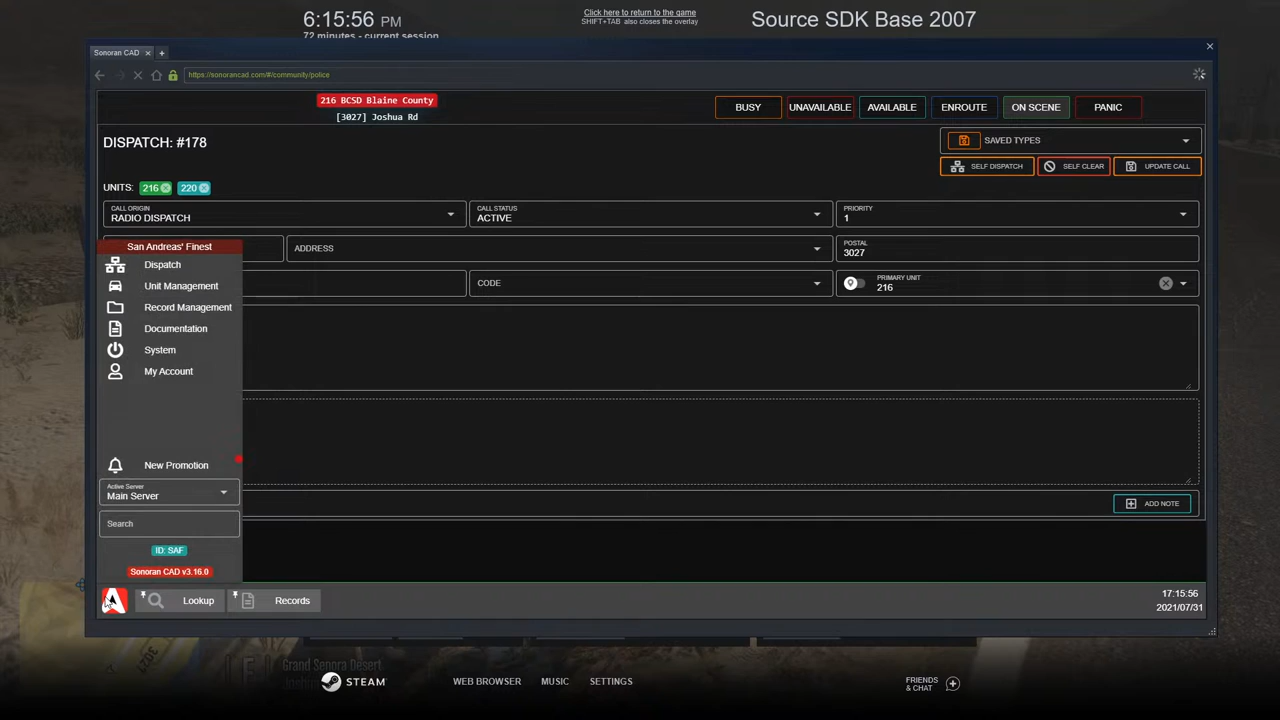 6:15:56 PM
72 minutes - current session
Click here to return to the game
SHIFT+TAB also closes the overlay
Source SDK Base 2007
Sonoran CAD × +
https://sonorancad.com/#/community/police
216 BCSD Blaine County
[3027] Joshua Rd
BUSY UNAVAILABLE AVAILABLE ENROUTE ON SCENE PANIC
DISPATCH: #178
SAVED TYPES
SELF DISPATCH SELF CLEAR UPDATE CALL
UNITS: 216 220
CALL ORIGIN
RADIO DISPATCH
CALL STATUS
ACTIVE
PRIORITY
1
ADDRESS
POSTAL
3027
CODE
PRIMARY UNIT
216
San Andreas' Finest
Dispatch
Unit Management
Record Management
Documentation
System
My Account
New Promotion
Active Server
Main Server
Search
ID: SAF
Sonoran CAD v3.16.0
ADD NOTE
Lookup Records
17:15:56
2021/07/31
3021
Grand Senora Desert
STEAM
WEB BROWSER MUSIC SETTINGS
FRIENDS
& CHAT